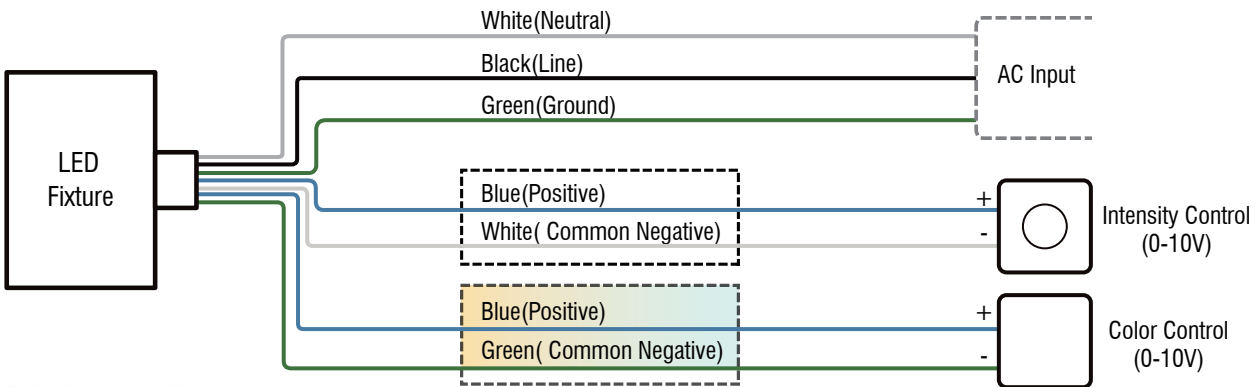 White(Neutral)
Black(Line)
Green(Ground)
AC Input
LED
Fixture
Blue(Positive)
White( Common Negative)
+
-
Intensity Control
(0-10V)
Blue(Positive)
Green( Common Negative)
+
-
Color Control
(0-10V)